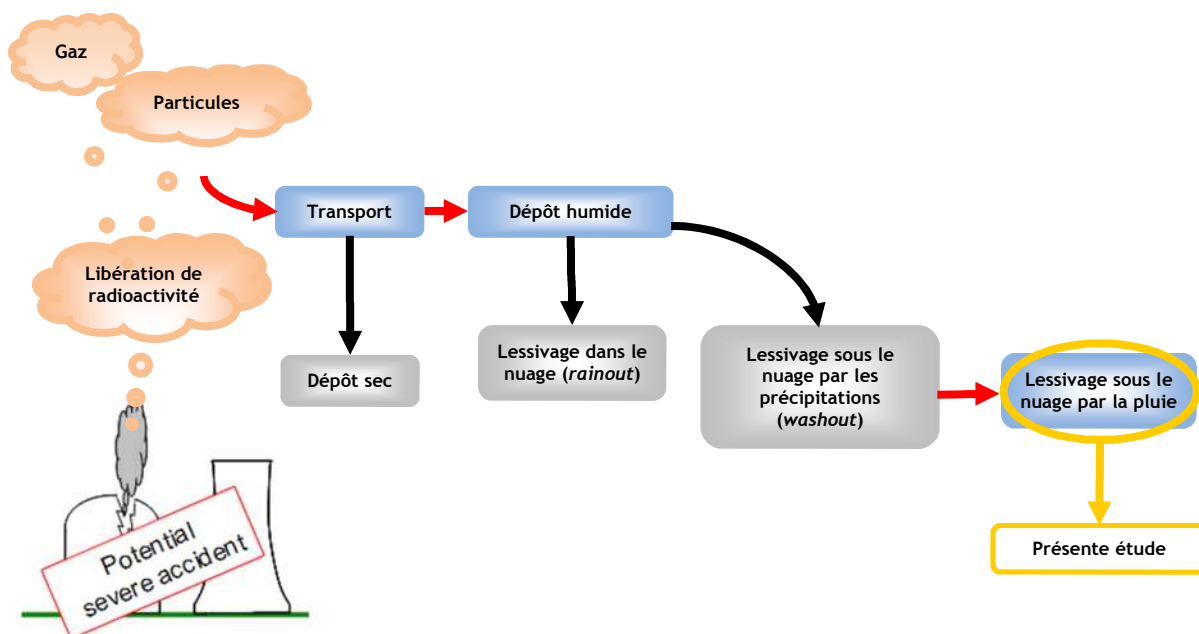 Gaz
Particules
Transport
Dépôt humide
Libération de
radioactivité
Dépôt sec
Lessivage dans le
nuage (rainout)
Lessivage sous le
nuage par les
précipitations
(washout)
Lessivage sous le
nuage par la pluie
Présente étude
Potential
severe accident